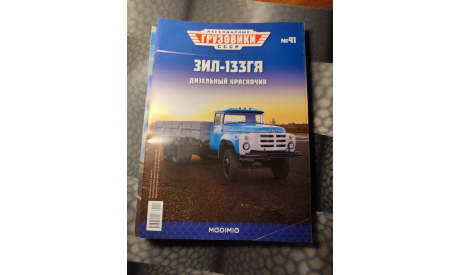 ЛЕГЕНДАРНЫЕ
ГРУЗОВИКИ
СССР
№41
ЗИЛ-133ГЯ
ДИЗЕЛЬНЫЙ КРАСАВЧИК
MODIMIO